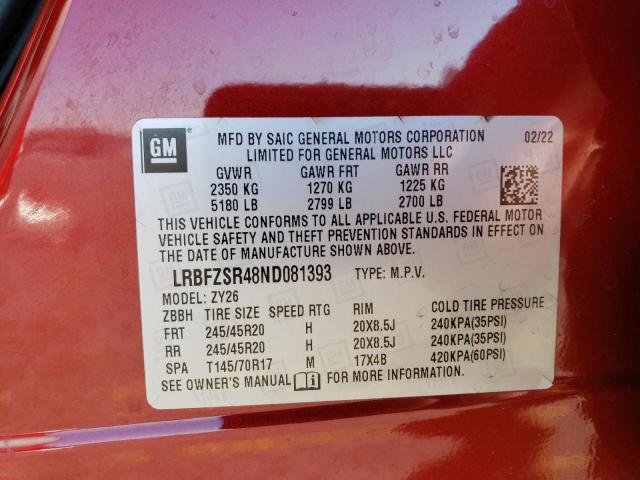 GM ®
MFD BY SAIC GENERAL MOTORS CORPORATION 02/22
LIMITED FOR GENERAL MOTORS LLC
GVWR GAWR FRT GAWR RR
2350 KG 1270 KG 1225 KG
5180 LB 2799 LB 2700 LB
THIS VEHICLE CONFORMS TO ALL APPLICABLE U.S. FEDERAL MOTOR
VEHICLE SAFETY AND THEFT PREVENTION STANDARDS IN EFFECT ON
THE DATE OF MANUFACTURE SHOWN ABOVE.
LRBFZSR48ND081393 TYPE: M.P.V.
MODEL: ZY26
ZBBH TIRE SIZE SPEED RTG RIM COLD TIRE PRESSURE
FRT 245/45R20 H 20X8.5J 240KPA(35PSI)
RR 245/45R20 H 20X8.5J 240KPA(35PSI)
SPA T145/70R17 M 17X4B 420KPA(60PSI)
SEE OWNER'S MANUAL i FOR MORE INFORMATION.